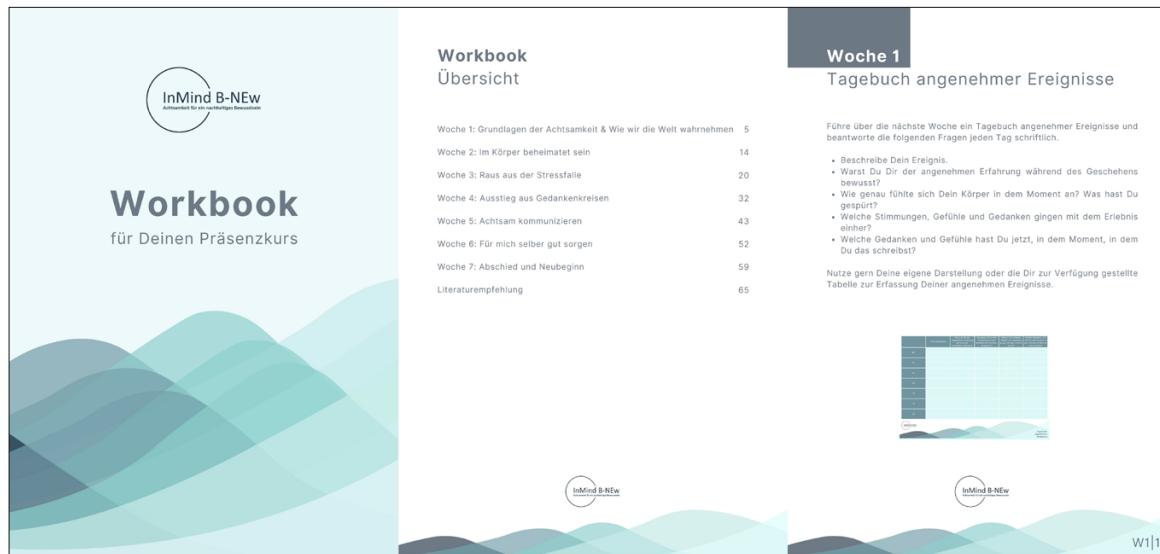 InMind B-NEw
Achtsamkeit für ein nachhaltiges Bewusstsein
Workbook
für Deinen Präsenzkurs
Workbook
Übersicht
Woche 1: Grundlagen der Achtsamkeit & Wie wir die Welt wahrnehmen 5
Woche 2: Im Körper beheimatet sein 14
Woche 3: Raus aus der Stressfalle 20
Woche 4: Ausstieg aus Gedankenkreisen 32
Woche 5: Achtsam kommunizieren 43
Woche 6: Für mich selber gut sorgen 52
Woche 7: Abschied und Neubeginn 59
Literaturempfehlung 65
InMind B-NEw
Woche 1
Tagebuch angenehmer Ereignisse
Führe über die nächste Woche ein Tagebuch angenehmer Ereignisse und
beantworte die folgenden Fragen jeden Tag schriftlich.
• Beschreibe Dein Ereignis.
• Warst Du Dir der angenehmen Erfahrung während des Geschehens
bewusst?
• Wie genau fühlte sich Dein Körper in dem Moment an? Was hast Du
gespürt?
• Welche Stimmungen, Gefühle und Gedanken gingen mit dem Erlebnis
einher?
• Welche Gedanken und Gefühle hast Du jetzt, in dem Moment, in dem
Du das schreibst?
Nutze gern Deine eigene Darstellung oder die Dir zur Verfügung gestellte
Tabelle zur Erfassung Deiner angenehmen Ereignisse.
InMind B-NEw
W1|1